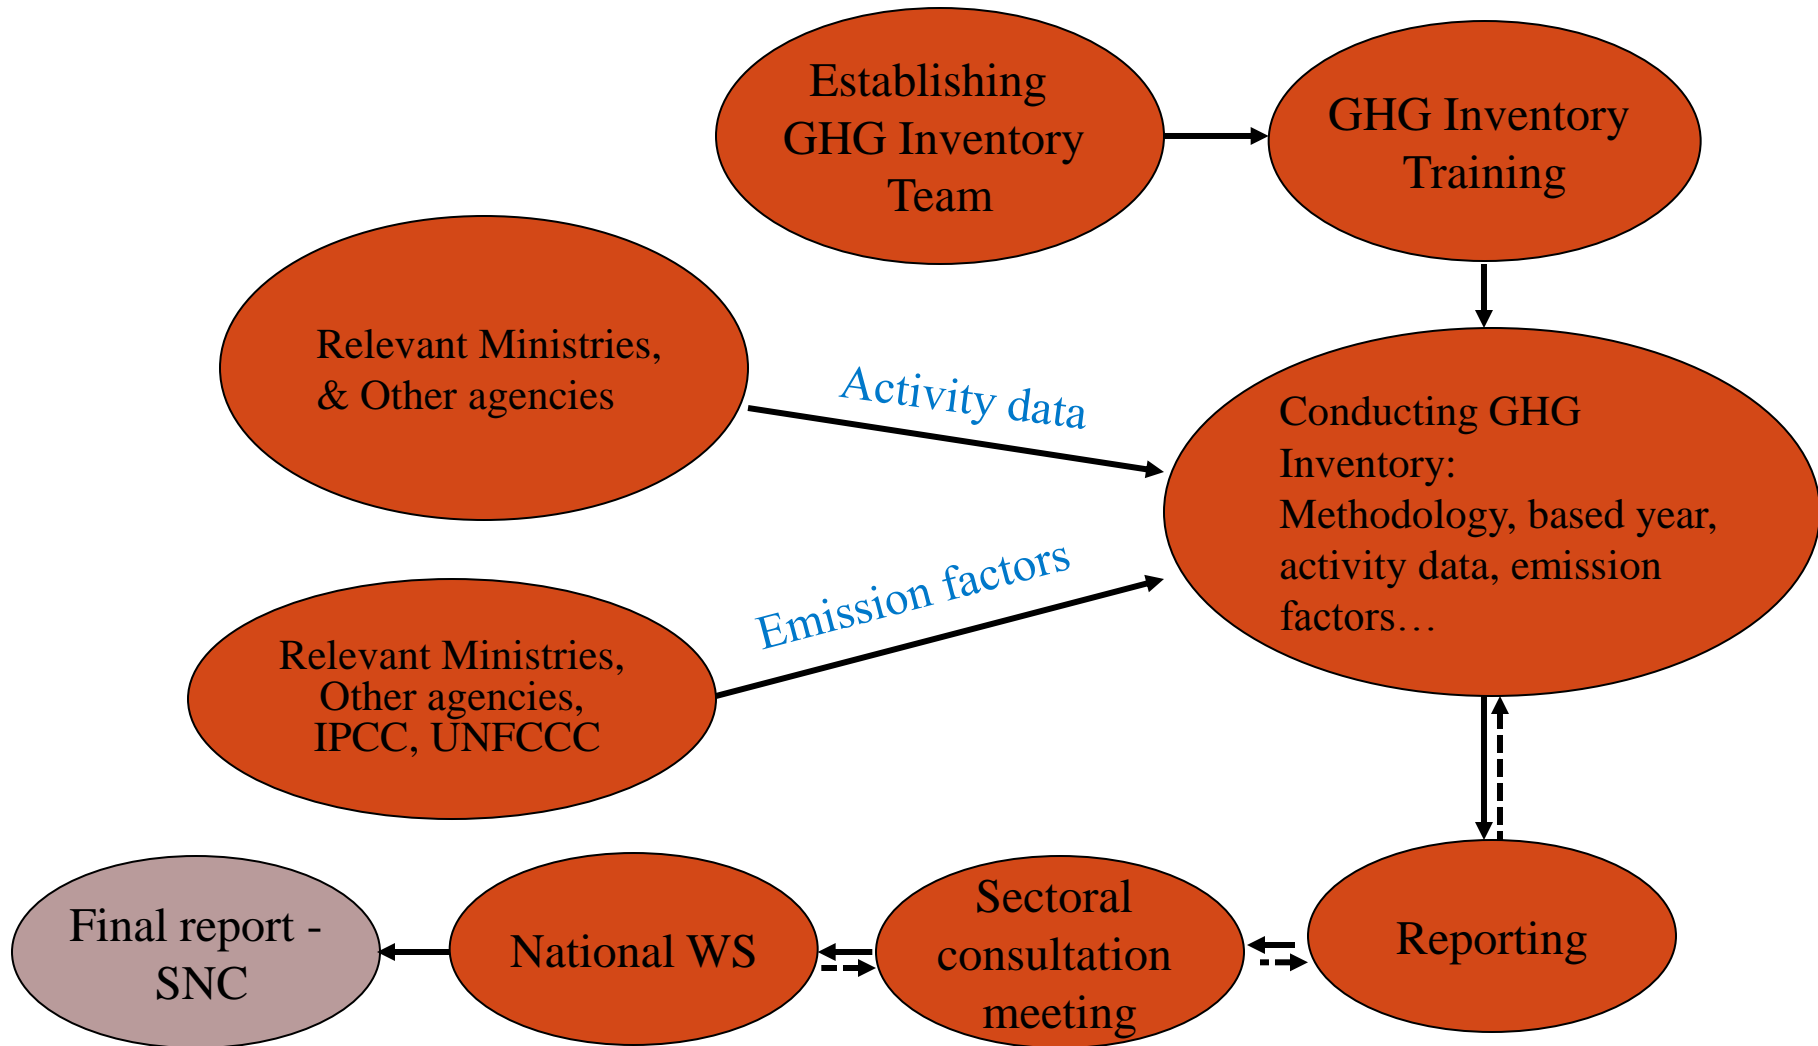 Establishing
GHG Inventory
Team
GHG Inventory
Training
Relevant Ministries,
& Other agencies
Activity data
Conducting GHG
Inventory:
Methodology, based year,
activity data, emission
factors…
Emission factors
Relevant Ministries,
Other agencies,
IPCC, UNFCCC
Final report -
SNC
National WS
Sectoral
consultation
meeting
Reporting